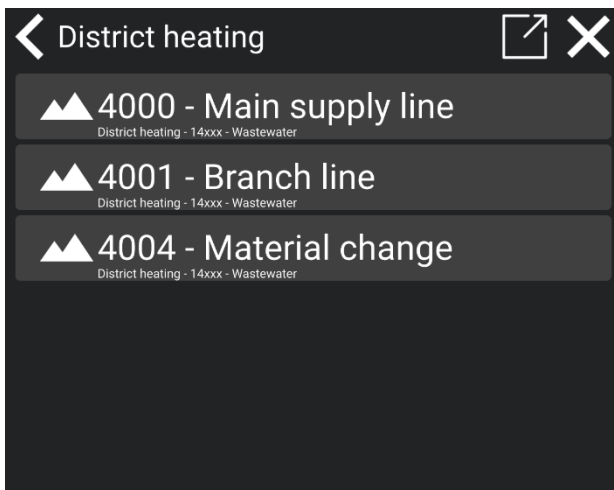 District heating
4000 - Main supply line
District heating - 14xxx - Wastewater
4001 - Branch line
District heating - 14xxx - Wastewater
4004 - Material change
District heating - 14xxx - Wastewater